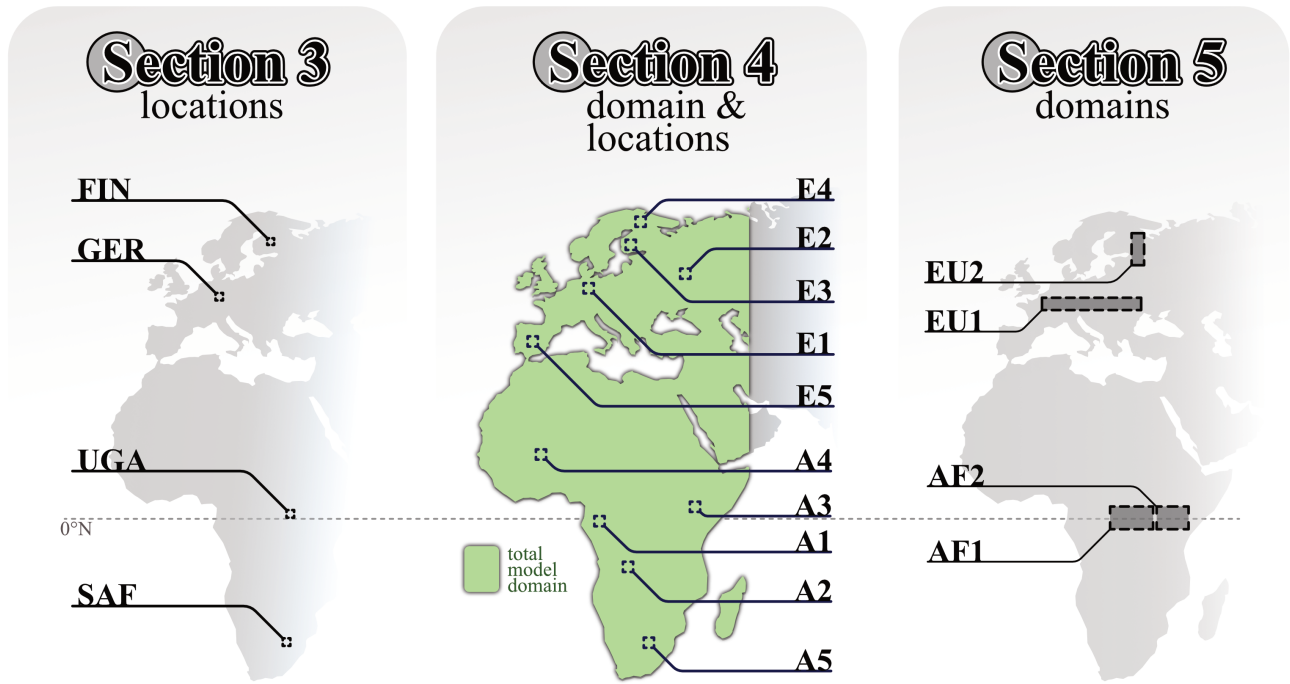 Section 3
locations
FIN
GER
UGA
0°N
SAF
Section 4
domain &
locations
E4
E2
E3
E1
E5
A4
A3
A1
A2
A5
total
model
domain
Section 5
domains
EU2
EU1
AF2
AF1